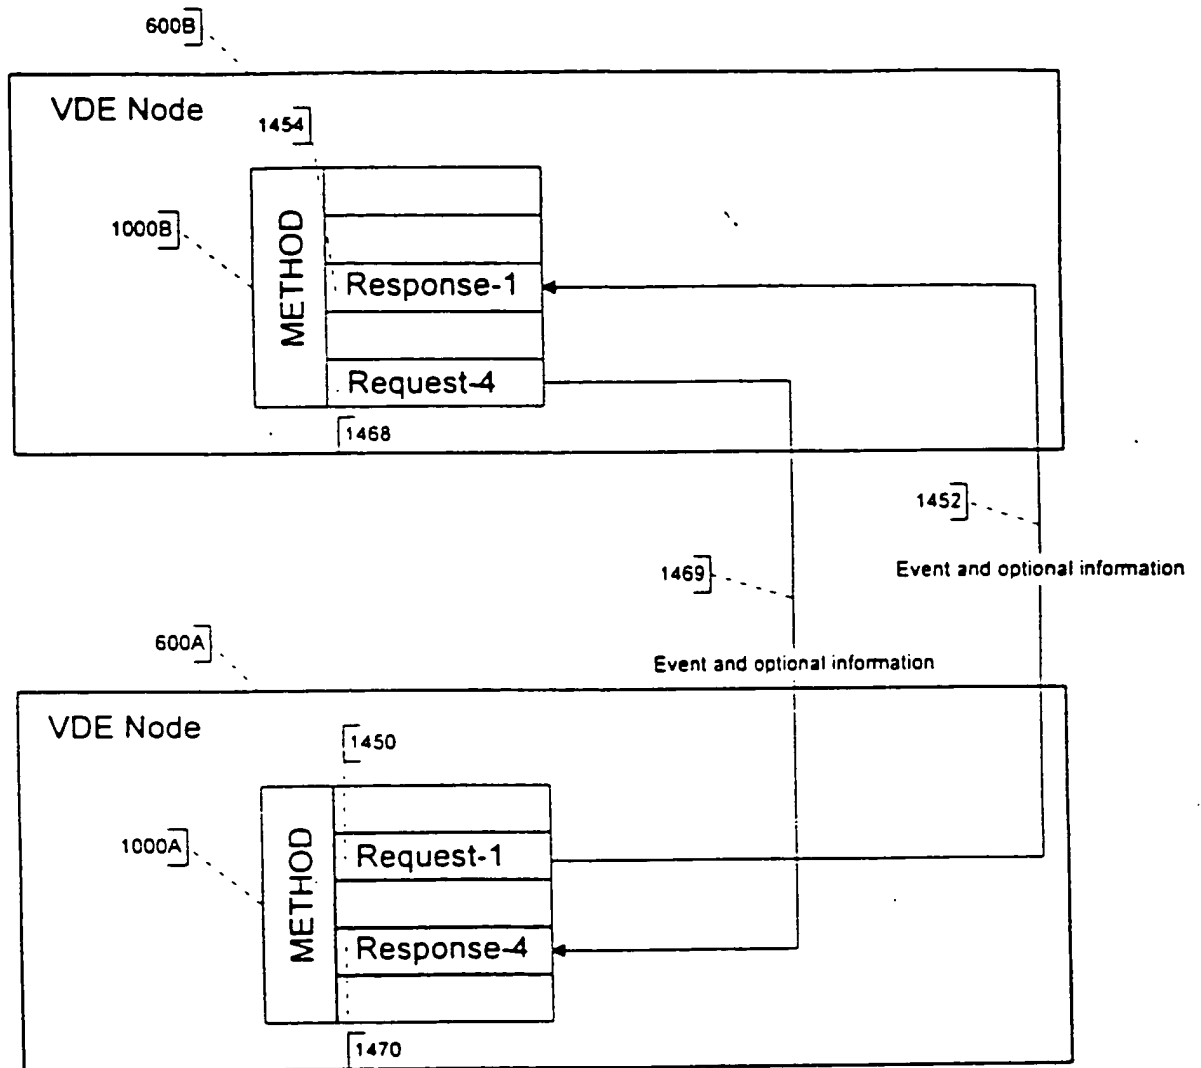 600B
VDE Node
1454
1000B
METHOD
Response-1
Request-4
1468
1452
Event and optional information
1469
Event and optional information
600A
VDE Node
1450
1000A
METHOD
Request-1
Response-4
1470